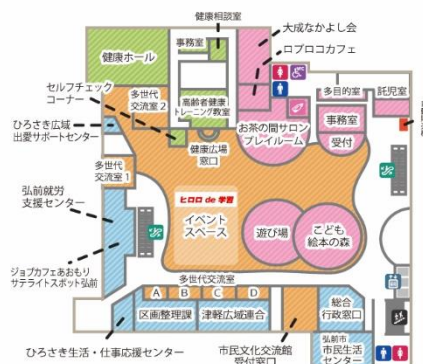 健康相談室
大成なかよし会
ロブロコカフェ
事務室
健康ホール
セルフチェック
コーナー
多世代
交流室2
高齢者健康
トレーニング教室
多目的室
託児室
お茶の間サロン
プレイルーム
事務室
受付
ひろさき広域
出愛サポートセンター
健康広場
窓口
多世代
交流室1
弘前就労
支援センター
ヒロロ de 学習
イベント
スペース
遊び場
こども
絵本の森
ジョブカフェあおもり
サテライトスポット弘前
多世代交流室
A B C D
区画整理課
津軽広域連合
総合
行政窓口
ひろさき生活・仕事応援センター
市民文化交流館
受付窓口
弘前市
市民生活
センター